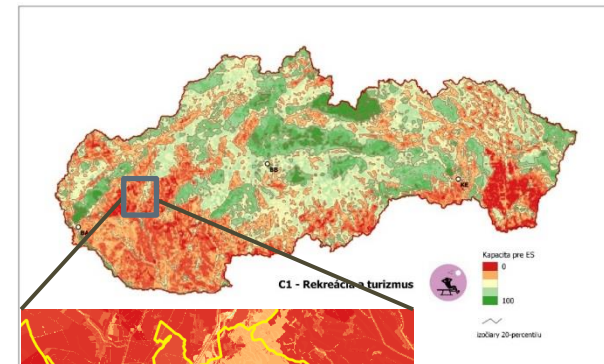 BB
KE
BA
Kapacita pre ES
0
100
C1 - Rekreácia a turizmus
izočiary 20-percentilu